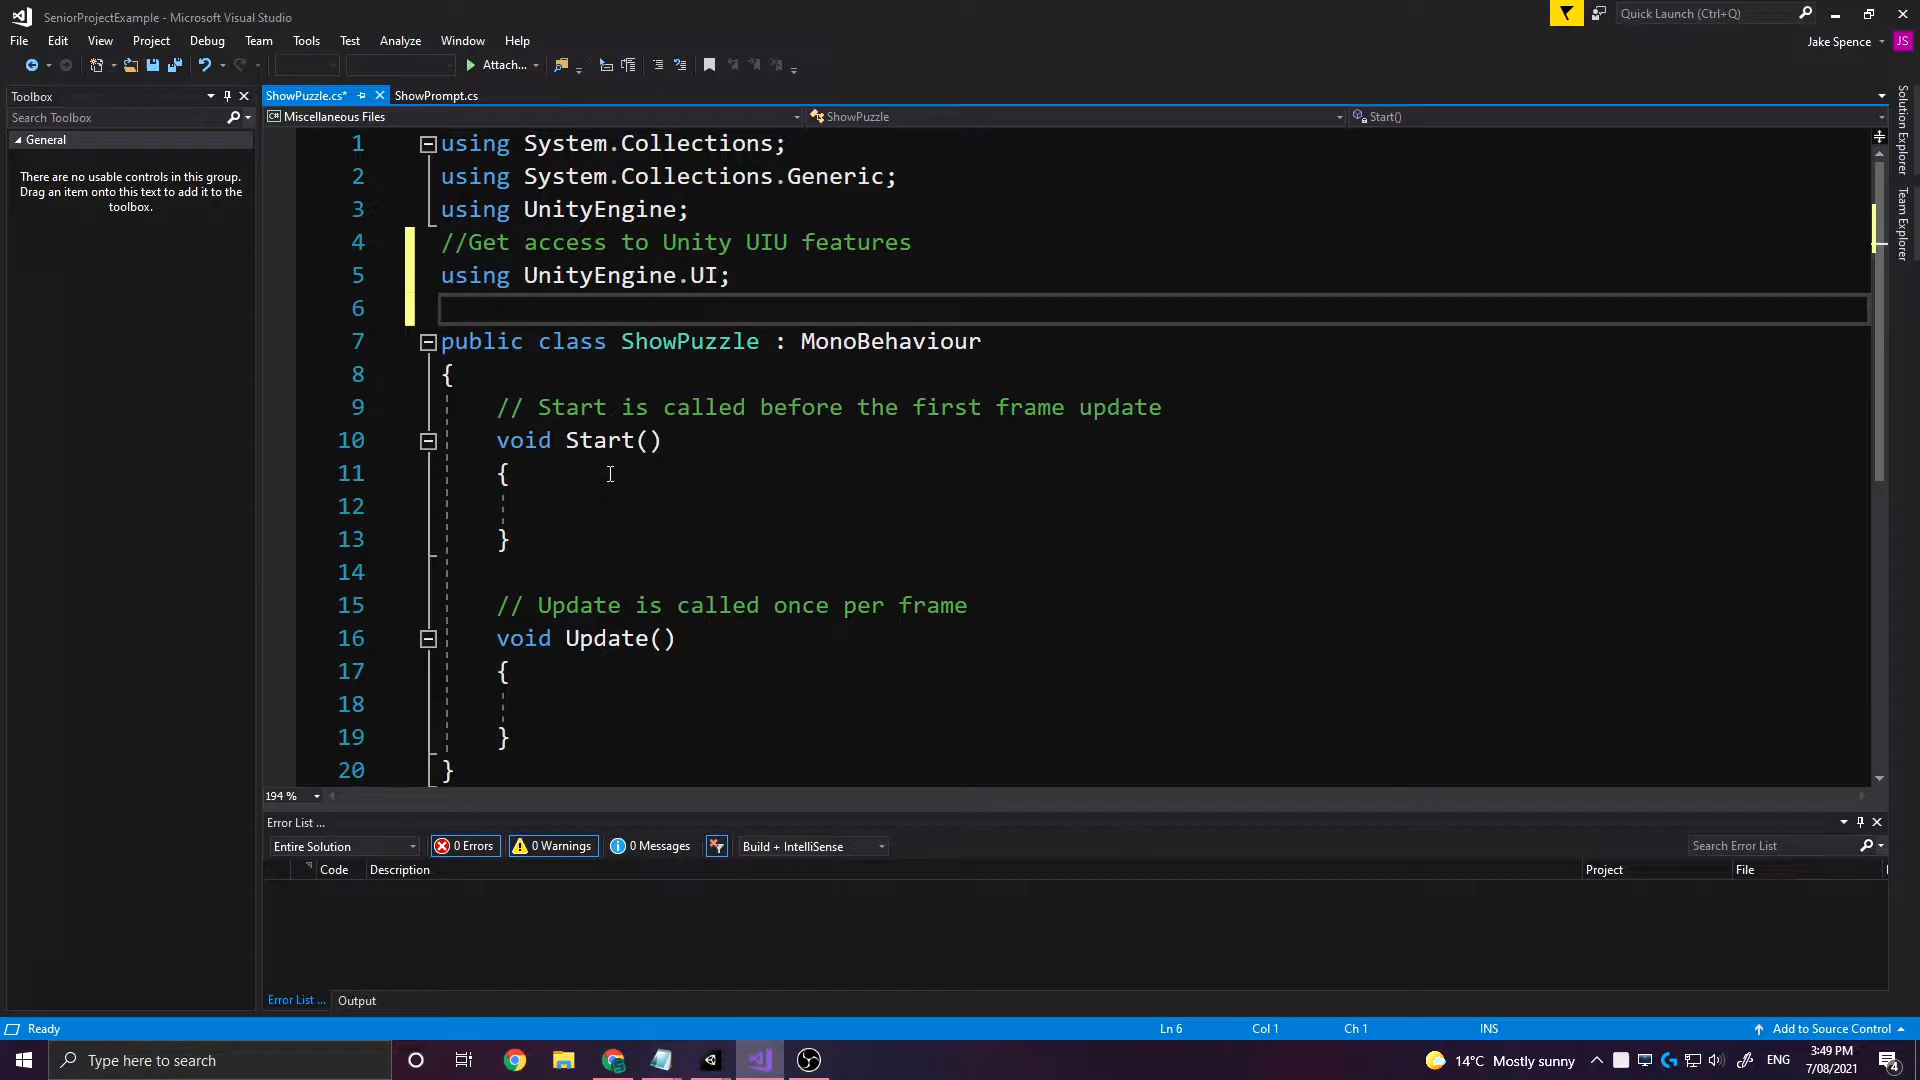 SeniorProjectExample - Microsoft Visual Studio
Quick Launch (Ctrl+Q)
File Edit View Project Debug Team Tools Test Analyze Window Help
Jake Spence JS
Attach...
Toolbox
ShowPuzzle.cs* ShowPrompt.cs
Search Toolbox
Miscellaneous Files ShowPuzzle Start()
General
There are no usable controls in this group.
Drag an item onto this text to add it to the
toolbox.
Solution Explorer
Team Explorer
1 using System.Collections;
2 using System.Collections.Generic;
3 using UnityEngine;
4 //Get access to Unity UIU features
5 using UnityEngine.UI;
6
7 public class ShowPuzzle : MonoBehaviour
8 {
9 // Start is called before the first frame update
10 void Start()
11 {
12
13 }
14
15 // Update is called once per frame
16 void Update()
17 {
18
19 }
20 }
194 %
Error List ...
Entire Solution 0 Errors 0 Warnings 0 Messages Build + IntelliSense Search Error List
Code Description Project File
Error List ... Output
Ready Ln 6 Col 1 Ch 1 INS Add to Source Control
Type here to search
14°C Mostly sunny
ENG
3:49 PM
7/08/2021
4